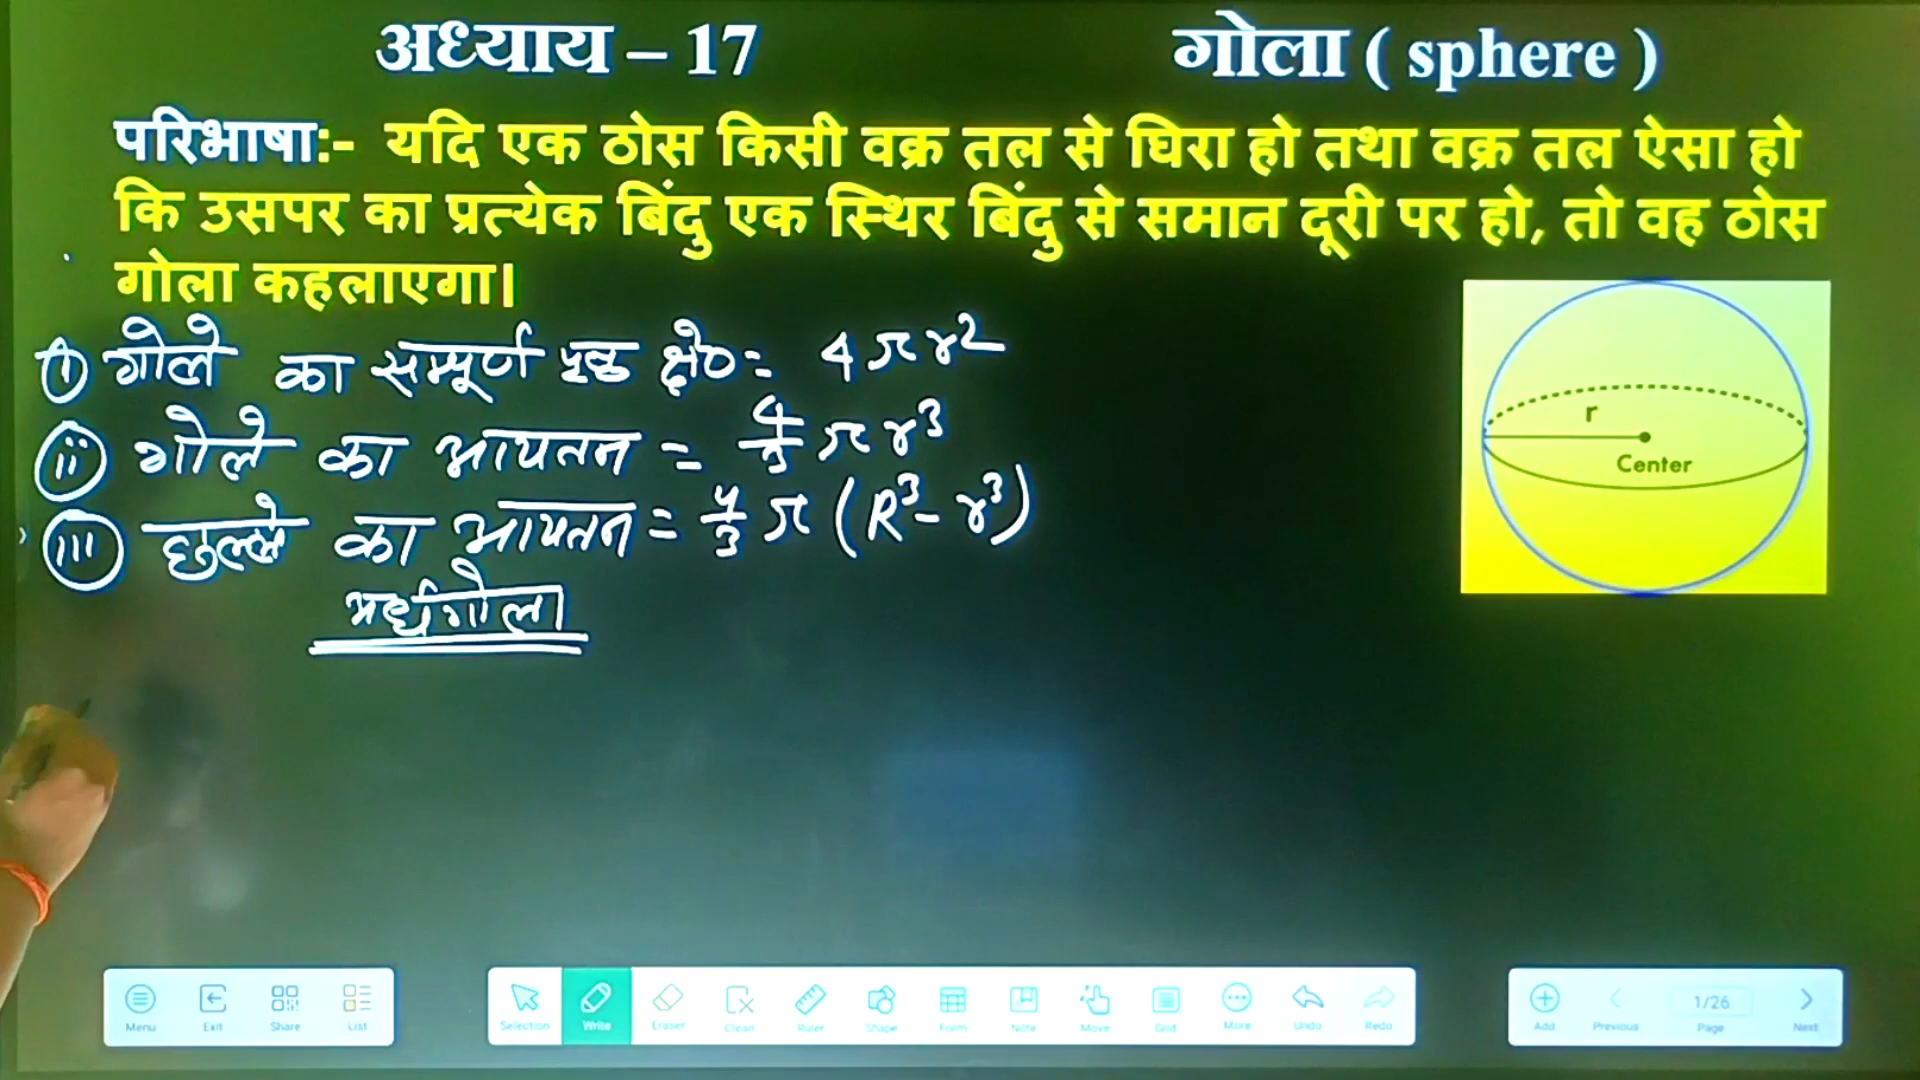 अध्याय – 17 गोला ( sphere )
परिभाषा:- यदि एक ठोस किसी वक्र तल से घिरा हो तथा वक्र तल ऐसा हो
कि उसपर का प्रत्येक बिंदु एक स्थिर बिंदु से समान दूरी पर हो, तो वह ठोस
गोला कहलाएगा।
(i) गोले का सम्पूर्ण पृष्ठ क्षे० = 4πr²
(ii) गोले का आयतन = 4/3 πr³
(iii) छल्ले का आयतन = 4/3 π (R³ - r³)
अर्धगोला
r
Center
Menu Exit Share List Selection Write Eraser Clean Ruler Shape Form Note Move Grid More Undo Redo Add Previous 1/26 Page Next